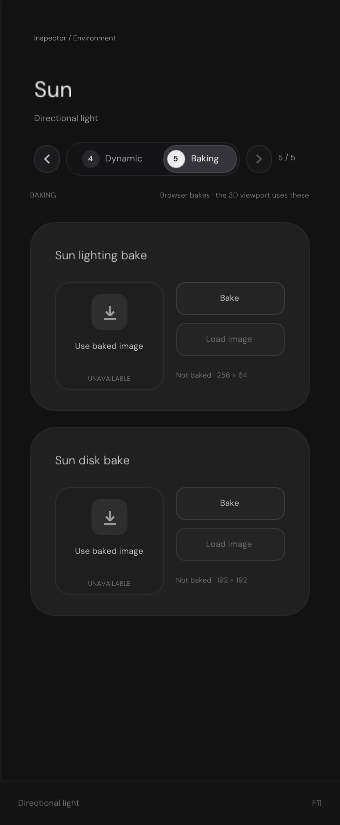 Inspector / Environment
Sun
Directional light
4 Dynamic 5 Baking 5 / 5
BAKING Browser bakes · the 3D viewport uses these
Sun lighting bake
Use baked image
UNAVAILABLE
Bake
Load image
Not baked · 256 × 64
Sun disk bake
Use baked image
UNAVAILABLE
Bake
Load image
Not baked · 192 × 192
Directional light F11